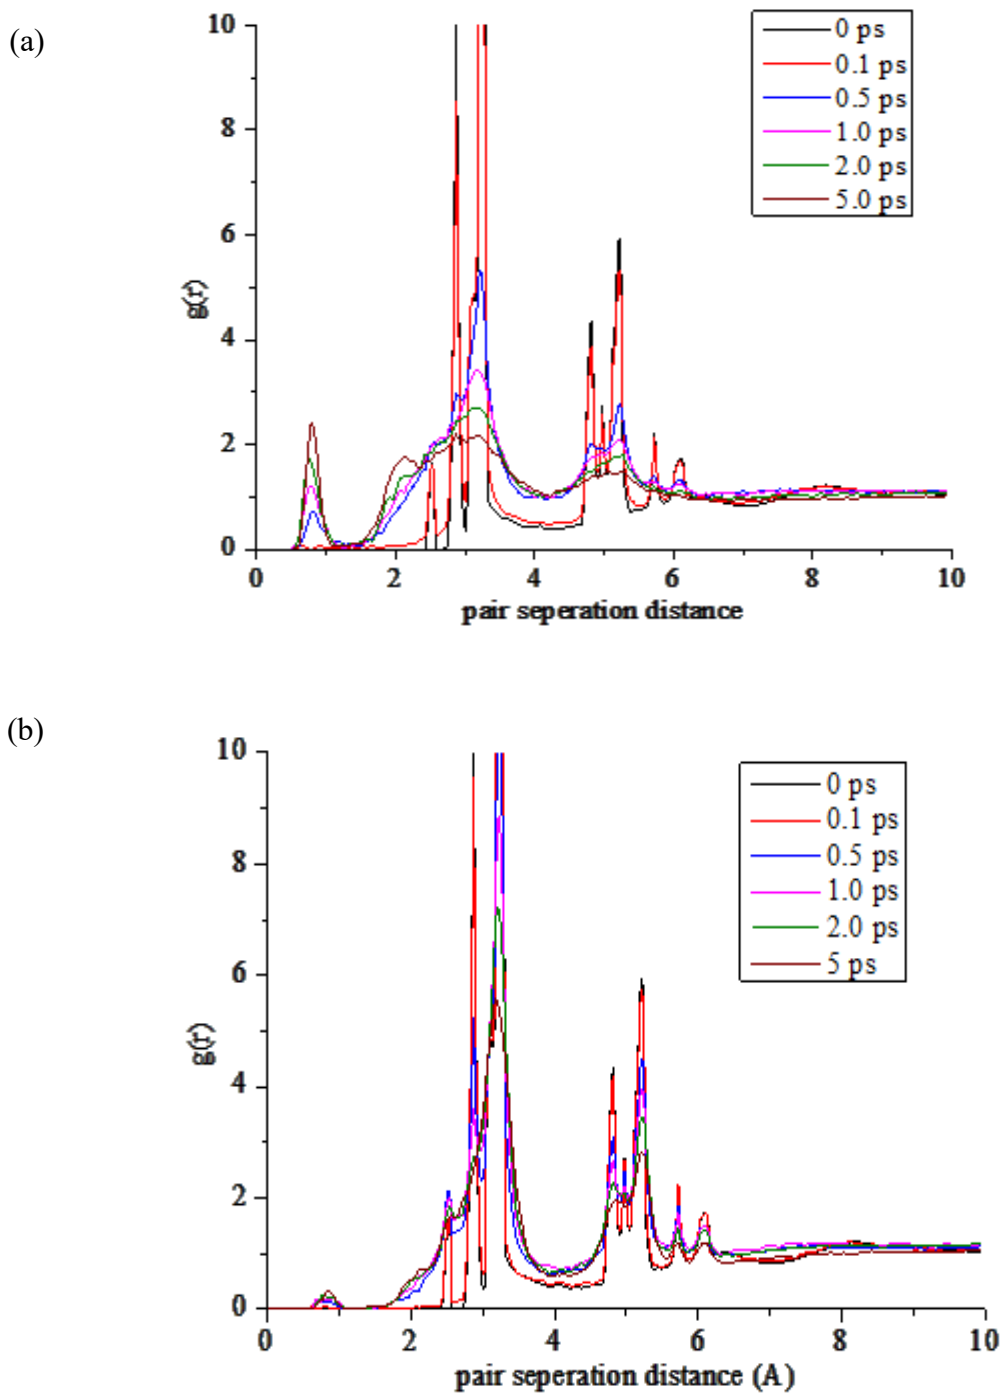 (a)
10
8
6
4
2
0
g(r)
0 ps
0.1 ps
0.5 ps
1.0 ps
2.0 ps
5.0 ps
0 2 4 6 8 10
pair seperation distance
(b)
10
8
6
4
2
0
g(r)
0 ps
0.1 ps
0.5 ps
1.0 ps
2.0 ps
5 ps
0 2 4 6 8 10
pair seperation distance (A)